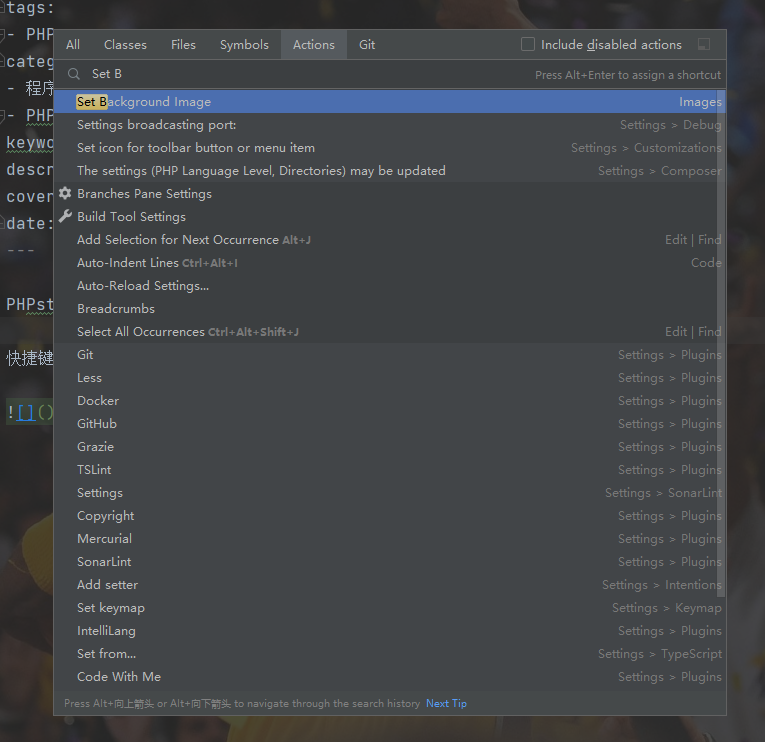 tags:
- PHP
categ
- 程序
- PHP
keywo
descr
cover
date:
---
PHPst
快捷键
![]()
All Classes Files Symbols Actions Git Include disabled actions
Set B Press Alt+Enter to assign a shortcut
Set Background Image Images
Settings broadcasting port: Settings > Debug
Set icon for toolbar button or menu item Settings > Customizations
The settings (PHP Language Level, Directories) may be updated Settings > Composer
Branches Pane Settings
Build Tool Settings
Add Selection for Next Occurrence Alt+J Edit | Find
Auto-Indent Lines Ctrl+Alt+I Code
Auto-Reload Settings...
Breadcrumbs
Select All Occurrences Ctrl+Alt+Shift+J Edit | Find
Git Settings > Plugins
Less Settings > Plugins
Docker Settings > Plugins
GitHub Settings > Plugins
Grazie Settings > Plugins
TSLint Settings > Plugins
Settings Settings > SonarLint
Copyright Settings > Plugins
Mercurial Settings > Plugins
SonarLint Settings > Plugins
Add setter Settings > Intentions
Set keymap Settings > Keymap
IntelliLang Settings > Plugins
Set from... Settings > TypeScript
Code With Me Settings > Plugins
Press Alt+向上箭头 or Alt+向下箭头 to navigate through the search history Next Tip